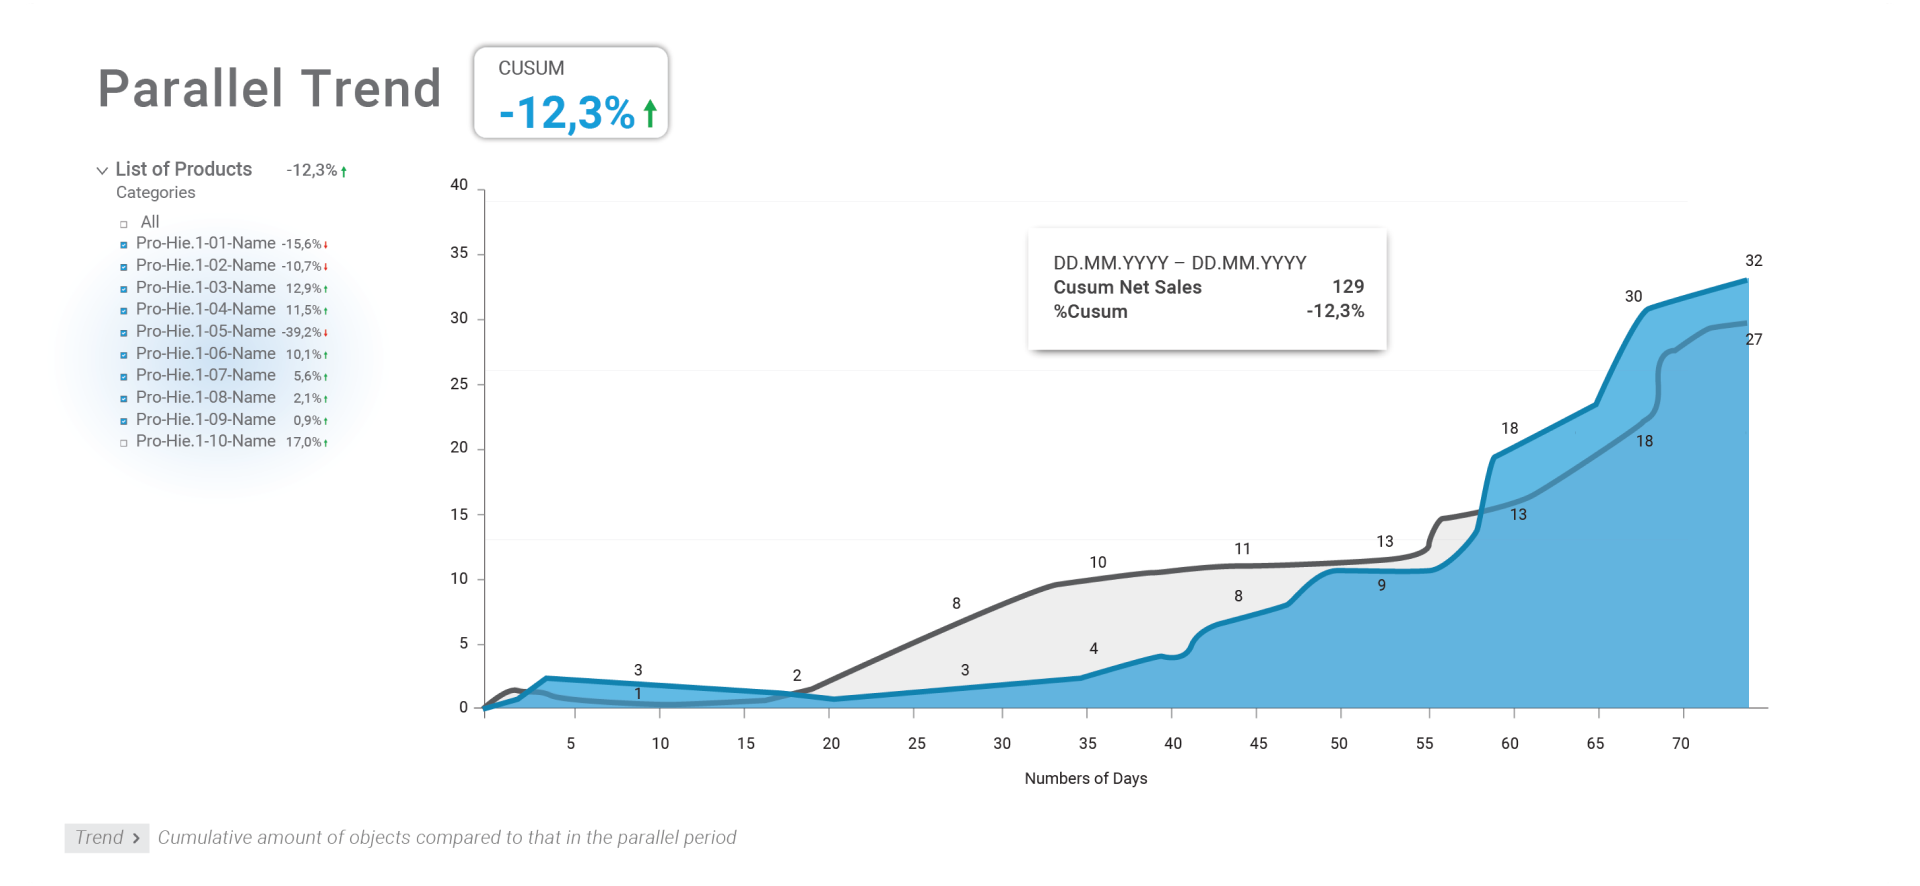 Parallel Trend
CUSUM
-12,3%
List of Products -12,3%
Categories
All
Pro-Hie.1-01-Name -15,6%
Pro-Hie.1-02-Name -10,7%
Pro-Hie.1-03-Name 12,9%
Pro-Hie.1-04-Name 11,5%
Pro-Hie.1-05-Name -39,2%
Pro-Hie.1-06-Name 10,1%
Pro-Hie.1-07-Name 5,6%
Pro-Hie.1-08-Name 2,1%
Pro-Hie.1-09-Name 0,9%
Pro-Hie.1-10-Name 17,0%
40
35
30
25
20
15
10
5
0
DD.MM.YYYY – DD.MM.YYYY
Cusum Net Sales 129
%Cusum -12,3%
32
30
27
18
18
13
13
11
10
9
8
8
4
3
2
3
1
5 10 15 20 25 30 35 40 45 50 55 60 65 70
Numbers of Days
Trend > Cumulative amount of objects compared to that in the parallel period